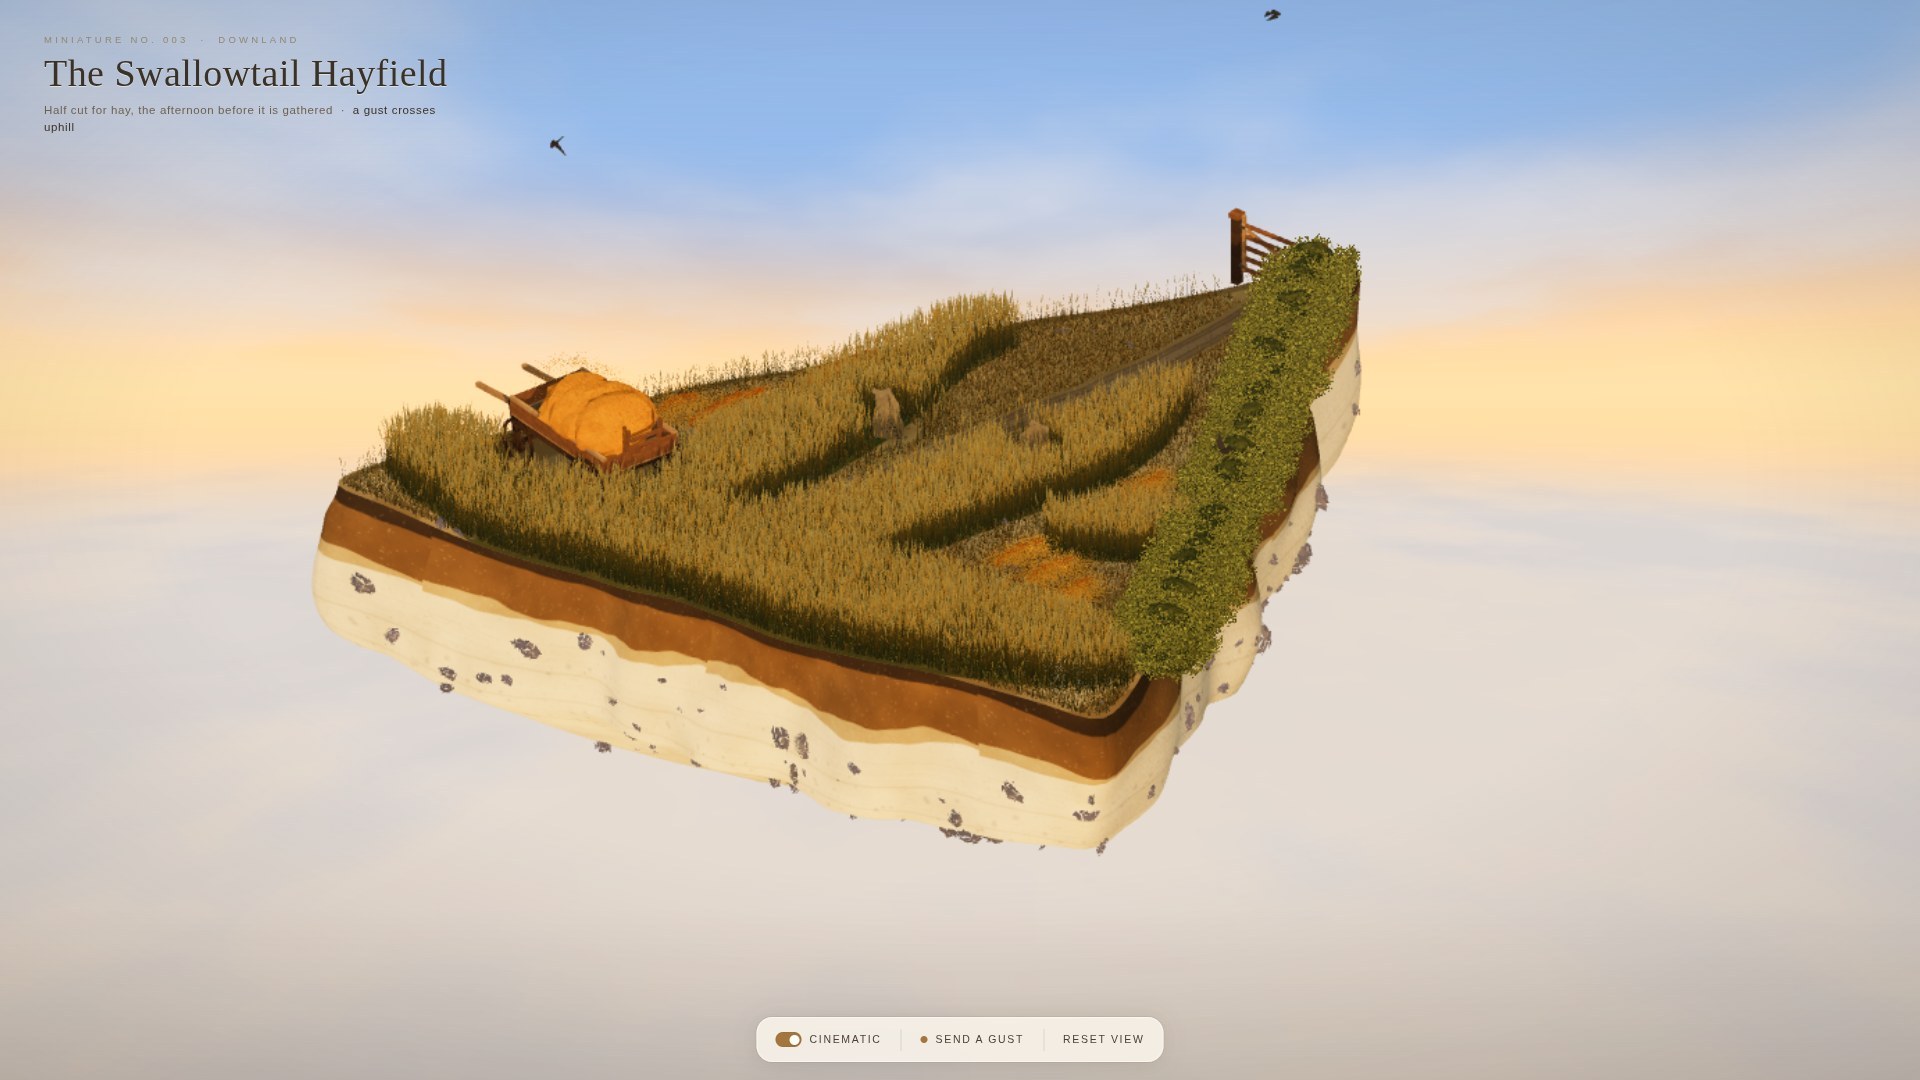 MINIATURE NO. 003 · DOWNLAND
The Swallowtail Hayfield
Half cut for hay, the afternoon before it is gathered · a gust crosses
uphill
CINEMATIC
SEND A GUST
RESET VIEW